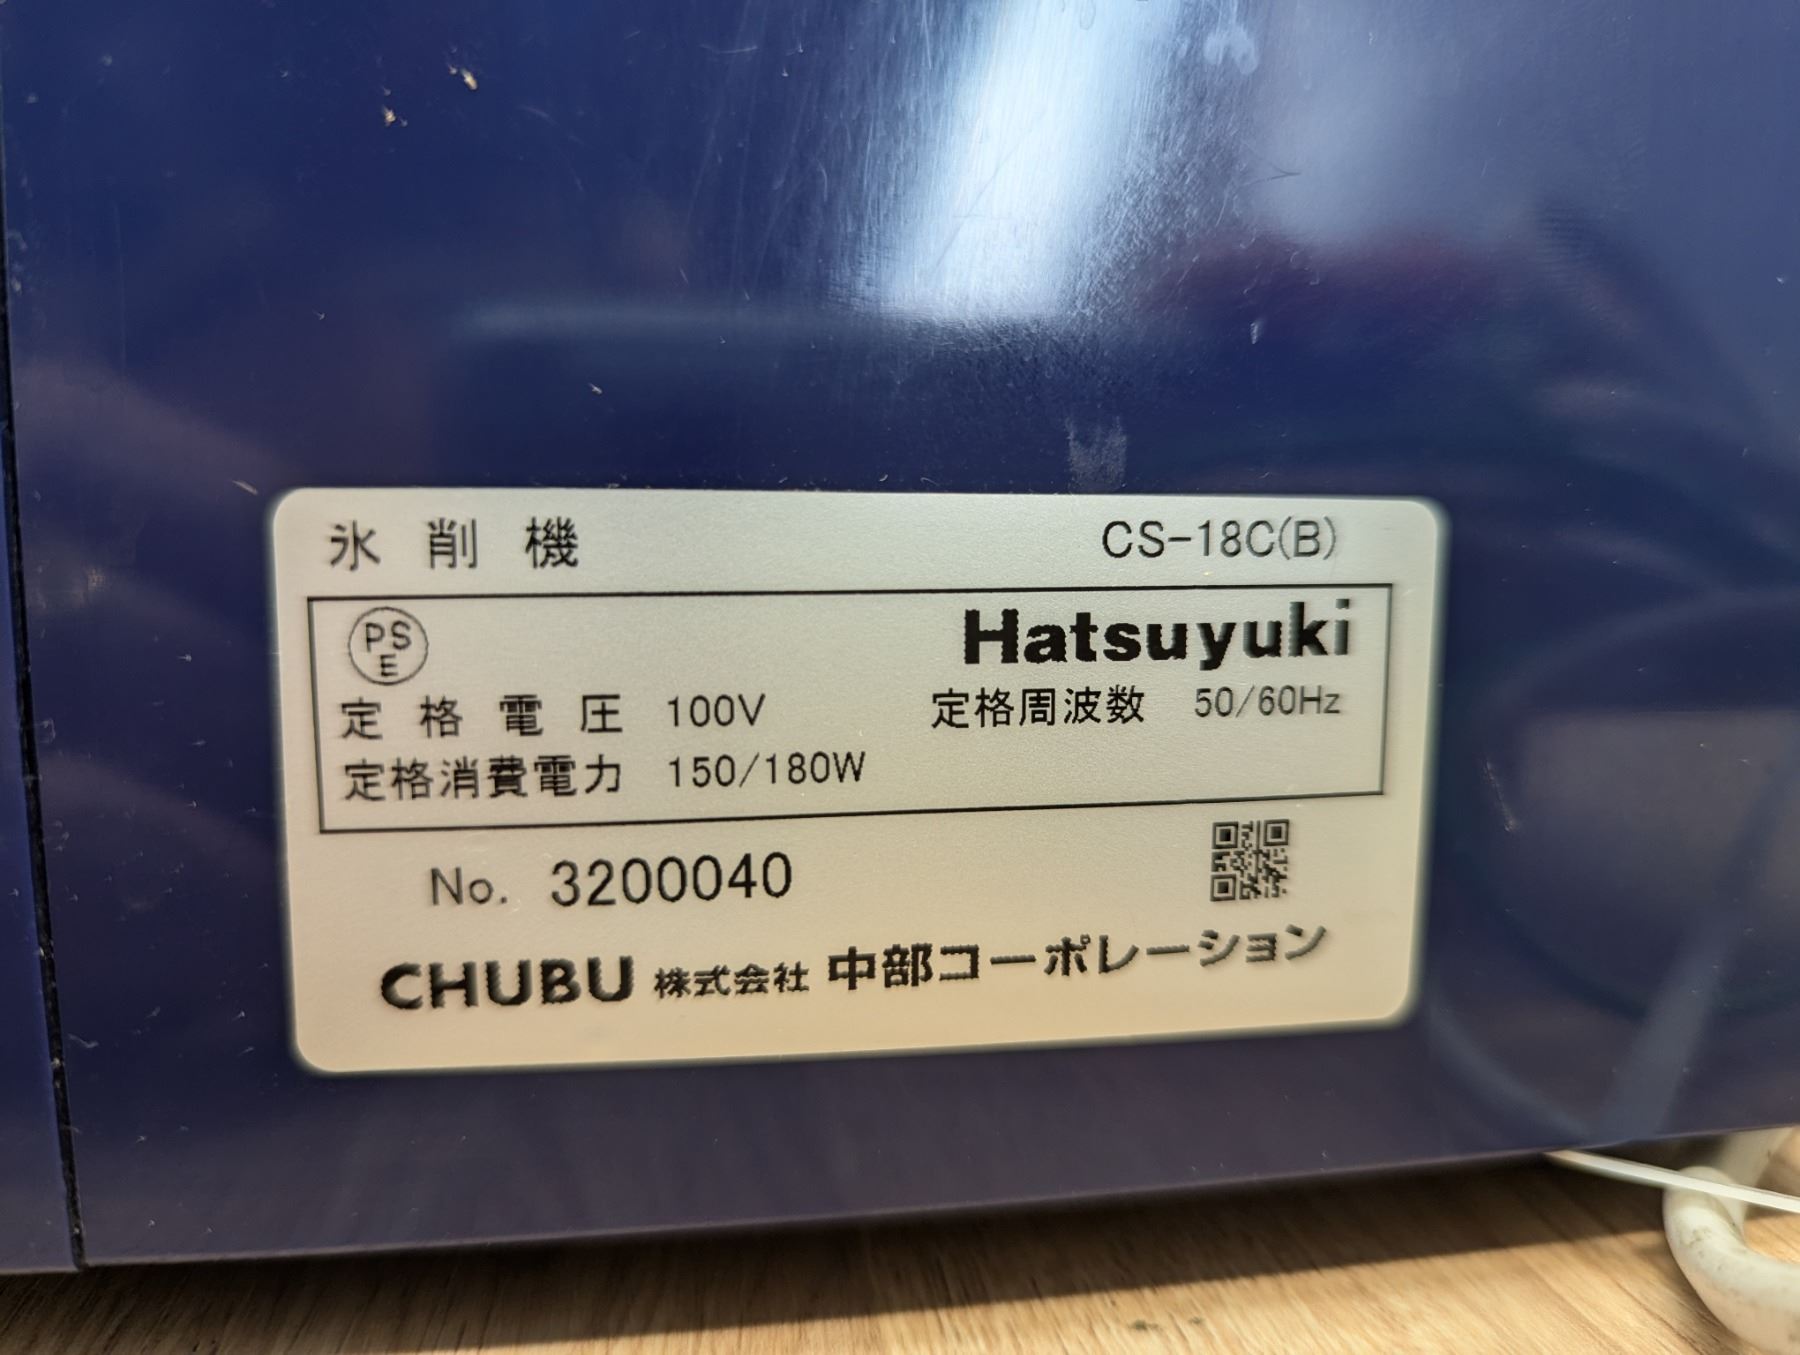 氷削機 CS-18C(B)
PSE Hatsuyuki
定格電圧 100V 定格周波数 50/60Hz
定格消費電力 150/180W
No. 3200040
CHUBU 株式会社 中部コーポレーション